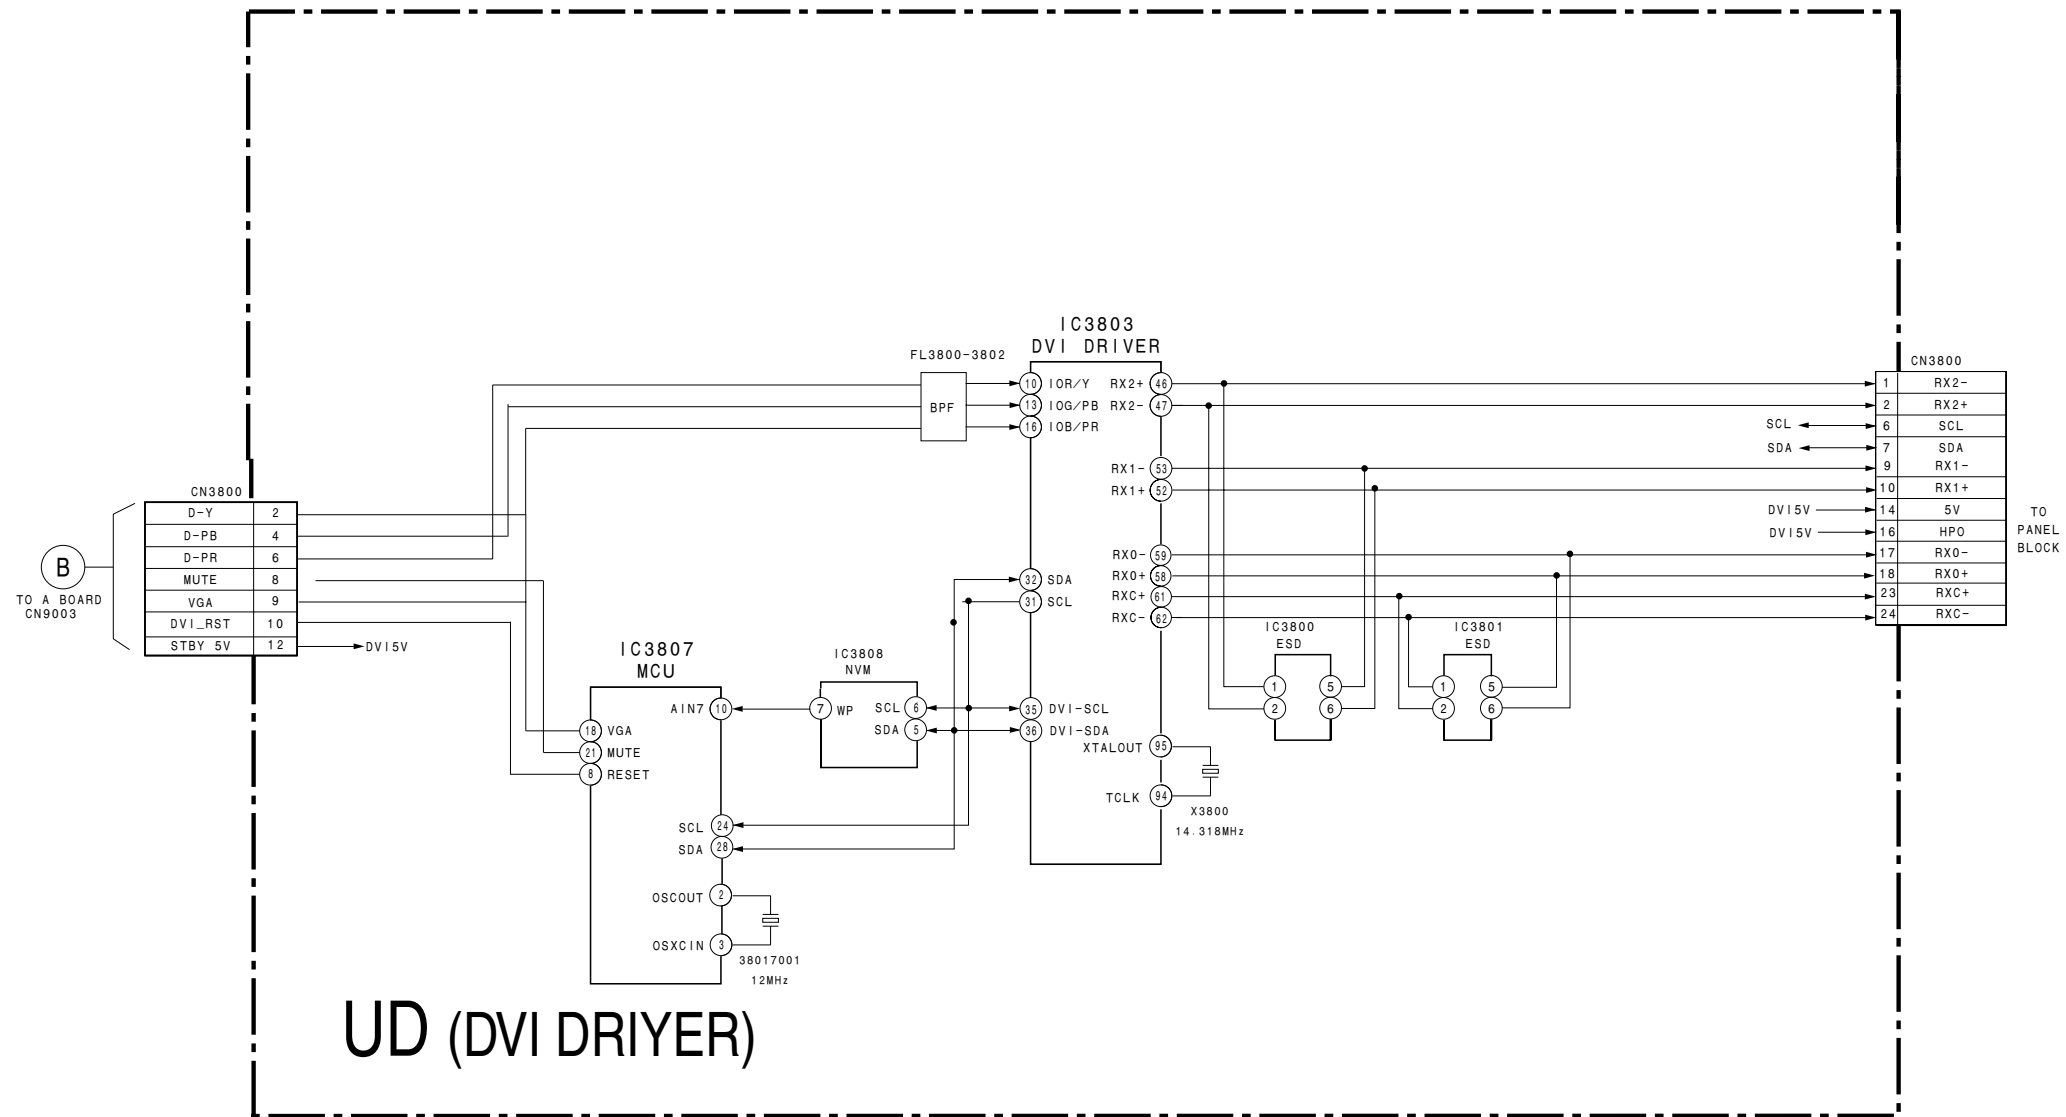 IC3803
DVI DRIVER
FL3800-3802
BPF
10 IOR/Y RX2+ 46
13 IOG/PB RX2- 47
16 IOB/PR
RX1- 53
RX1+ 52
RX0- 59
32 SDA RX0+ 58
31 SCL RXC+ 61
RXC- 62
35 DVI-SCL
36 DVI-SDA
XTALOUT 95
TCLK 94
X3800
14.318MHz
CN3800
1 RX2-
2 RX2+
SCL 6 SCL
SDA 7 SDA
9 RX1-
10 RX1+
DVI5V 14 5V
DVI5V 16 HPO
17 RX0-
18 RX0+
23 RXC+
24 RXC-
TO
PANEL
BLOCK
CN3800
D-Y 2
D-PB 4
D-PR 6
MUTE 8
VGA 9
DVI_RST 10
STBY 5V 12
DVI5V
B
TO A BOARD
CN9003
IC3807
MCU
AIN7 10
18 VGA
21 MUTE
8 RESET
SCL 24
SDA 28
OSCOUT 2
OSXCIN 3
38017001
12MHz
IC3808
NVM
7 WP SCL 6
SDA 5
IC3800
ESD
1 5
2 6
IC3801
ESD
1 5
2 6
UD (DVI DRIYER)